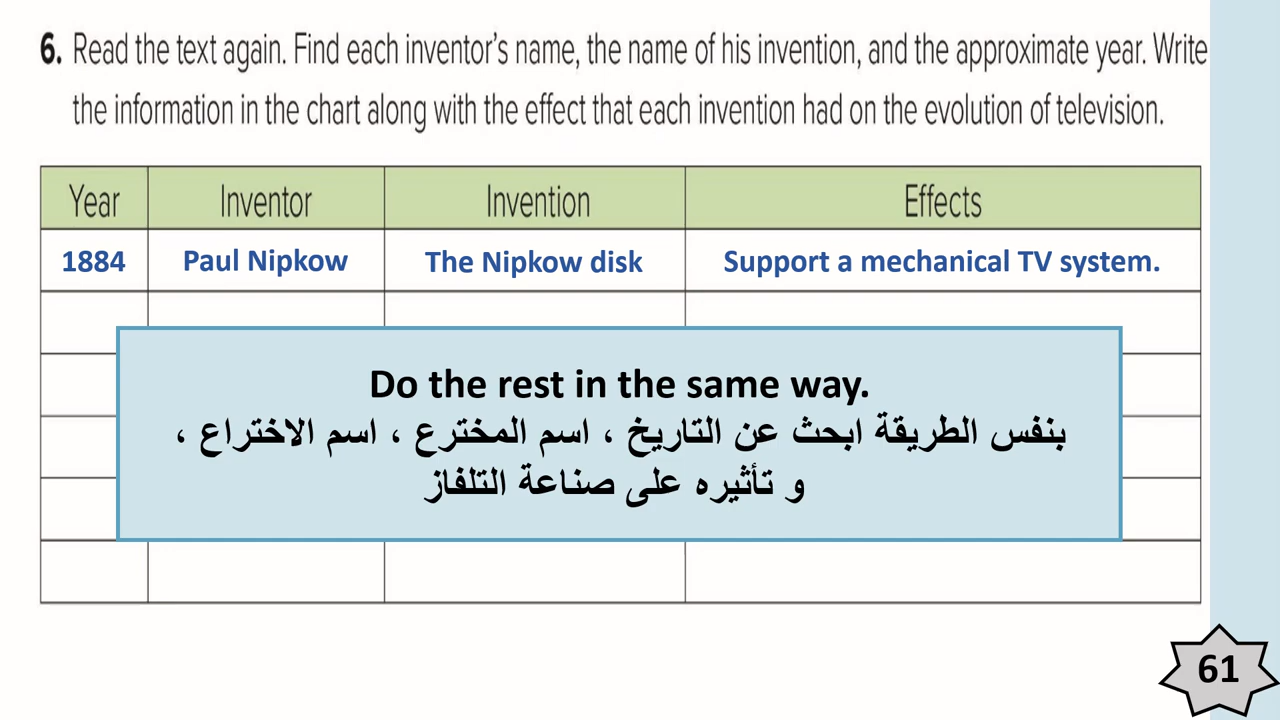 6. Read the text again. Find each inventor's name, the name of his invention, and the approximate year. Write
the information in the chart along with the effect that each invention had on the evolution of television.
Year Inventor Invention Effects
1884 Paul Nipkow The Nipkow disk Support a mechanical TV system.
Do the rest in the same way.
بنفس الطريقة ابحث عن التاريخ ، اسم المخترع ، اسم الاختراع ،
و تأثيره على صناعة التلفاز
61